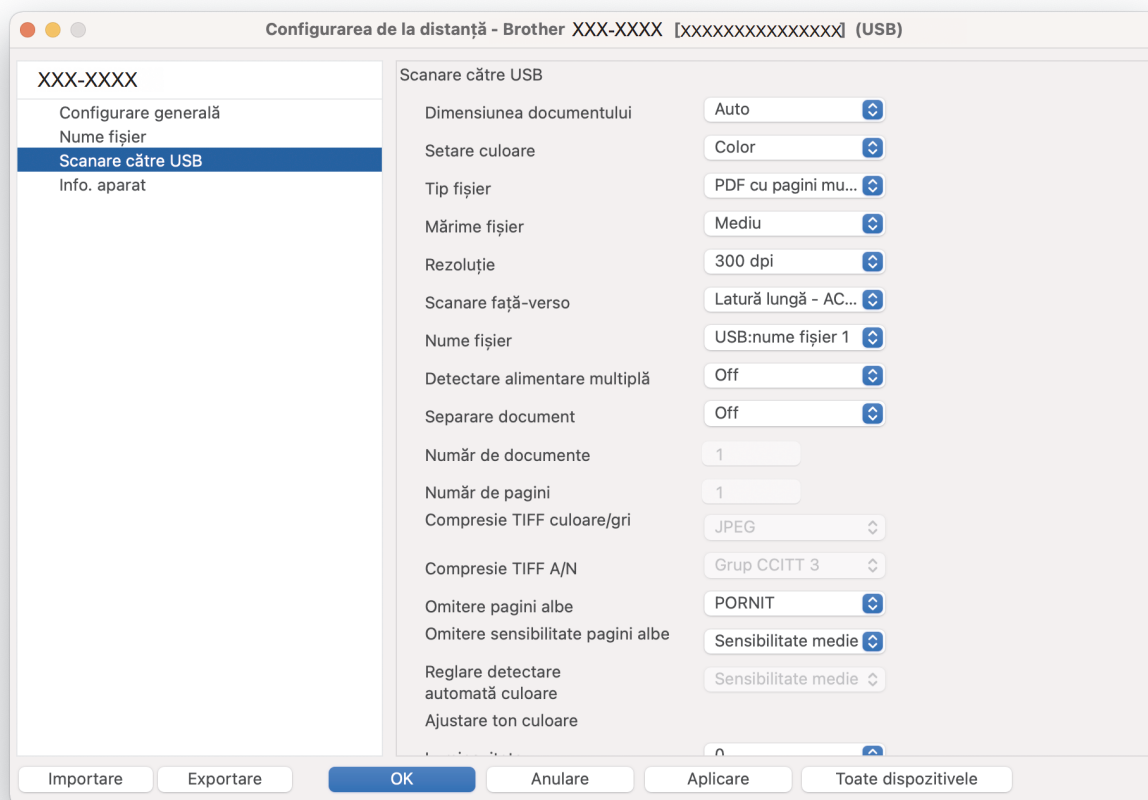 Configurarea de la distanță - Brother XXX-XXXX [XXXXXXXXXXXXXXX] (USB)
XXX-XXXX
Configurare generală
Nume fișier
Scanare către USB
Info. aparat
Scanare către USB
Dimensiunea documentului Auto
Setare culoare Color
Tip fișier PDF cu pagini mu...
Mărime fișier Mediu
Rezoluție 300 dpi
Scanare față-verso Latură lungă - AC...
Nume fișier USB:nume fișier 1
Detectare alimentare multiplă Off
Separare document Off
Număr de documente 1
Număr de pagini 1
Compresie TIFF culoare/gri JPEG
Compresie TIFF A/N Grup CCITT 3
Omitere pagini albe PORNIT
Omitere sensibilitate pagini albe Sensibilitate medie
Reglare detectare
automată culoare Sensibilitate medie
Ajustare ton culoare
0
Importare Exportare OK Anulare Aplicare Toate dispozitivele